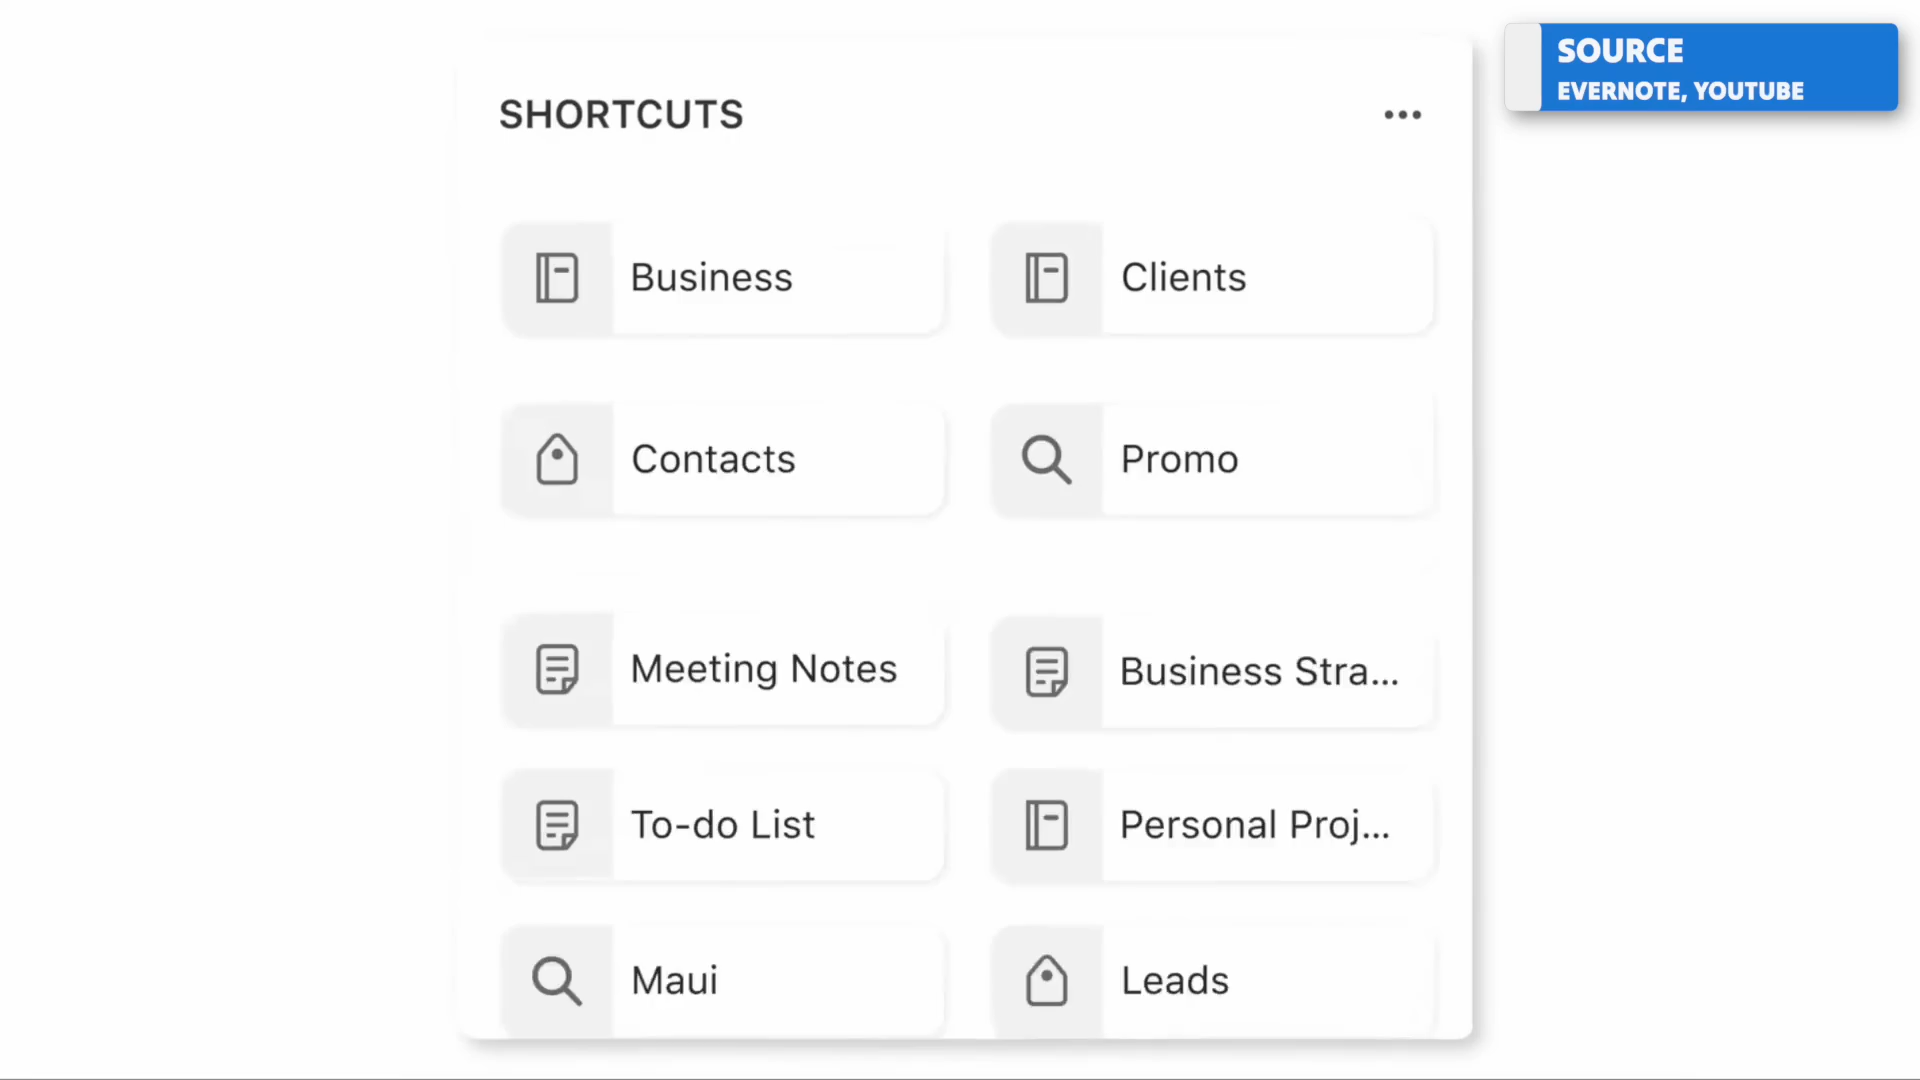 SOURCE
EVERNOTE, YOUTUBE
SHORTCUTS
Business
Clients
Contacts
Promo
Meeting Notes
Business Stra...
To-do List
Personal Proj...
Maui
Leads